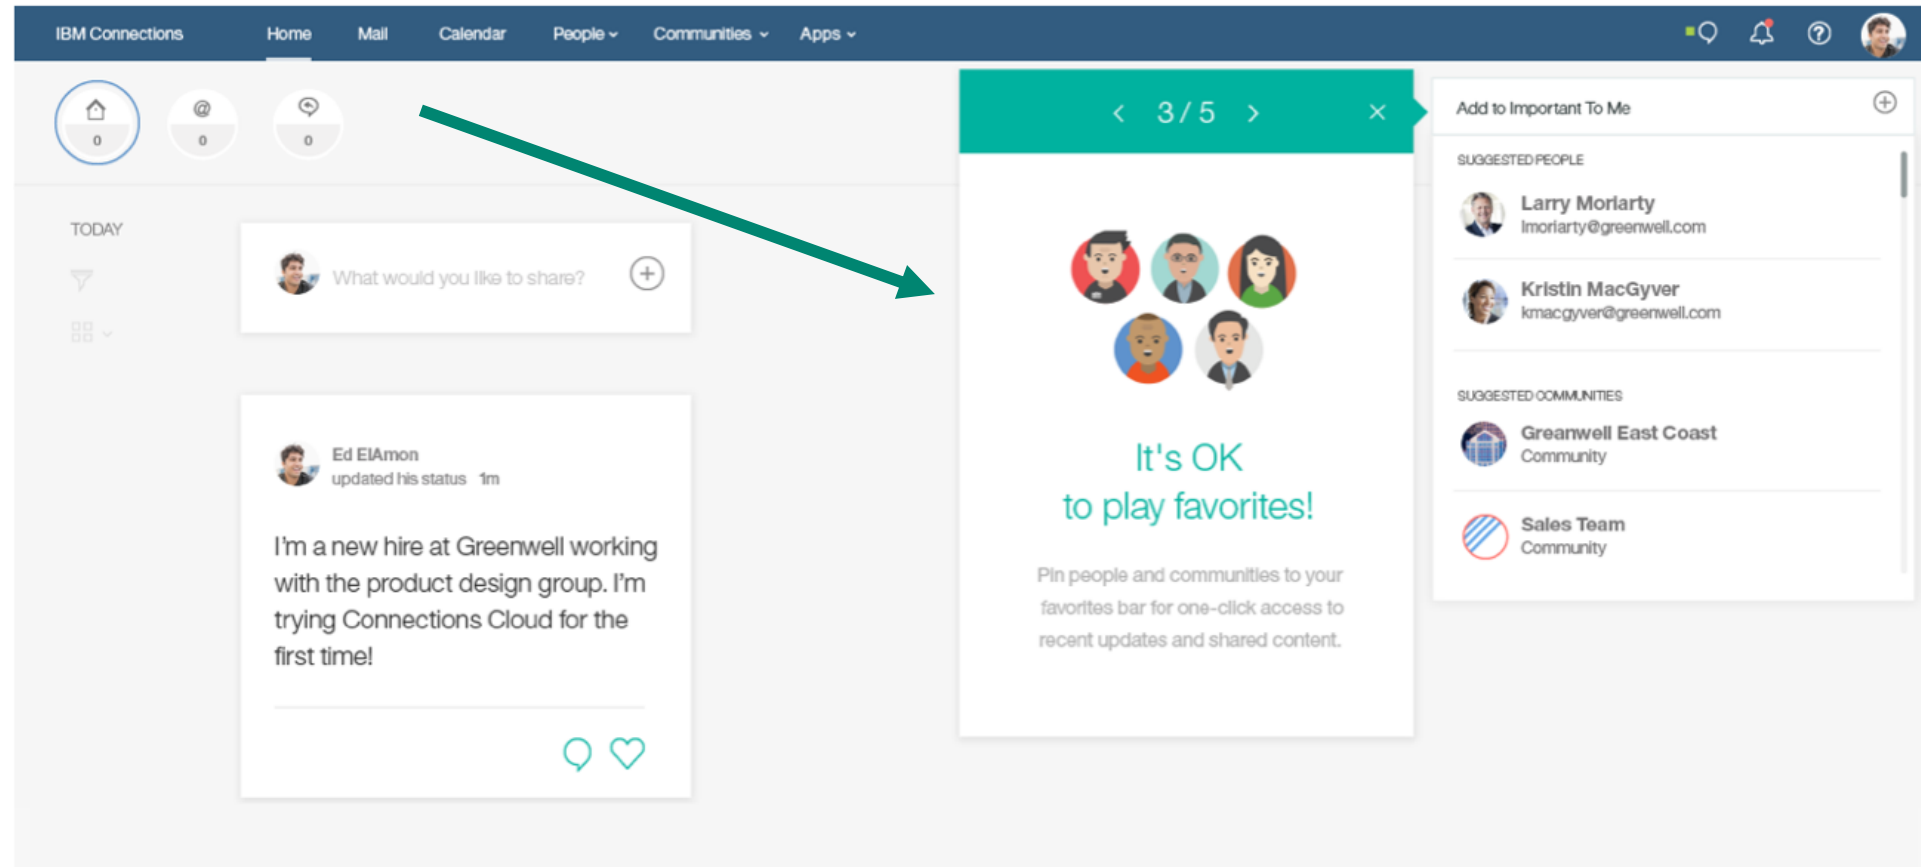 IBM Connections Home Mail Calendar People Communities Apps
0 @ 0 0
TODAY
What would you like to share?
Ed ElAmon
updated his status 1m
I'm a new hire at Greenwell working
with the product design group. I'm
trying Connections Cloud for the
first time!
< 3/5 > ×
It's OK
to play favorites!
Pin people and communities to your
favorites bar for one-click access to
recent updates and shared content.
Add to Important To Me
SUGGESTED PEOPLE
Larry Moriarty
lmoriarty@greenwell.com
Kristin MacGyver
kmacgyver@greenwell.com
SUGGESTED COMMUNITIES
Greanwell East Coast
Community
Sales Team
Community